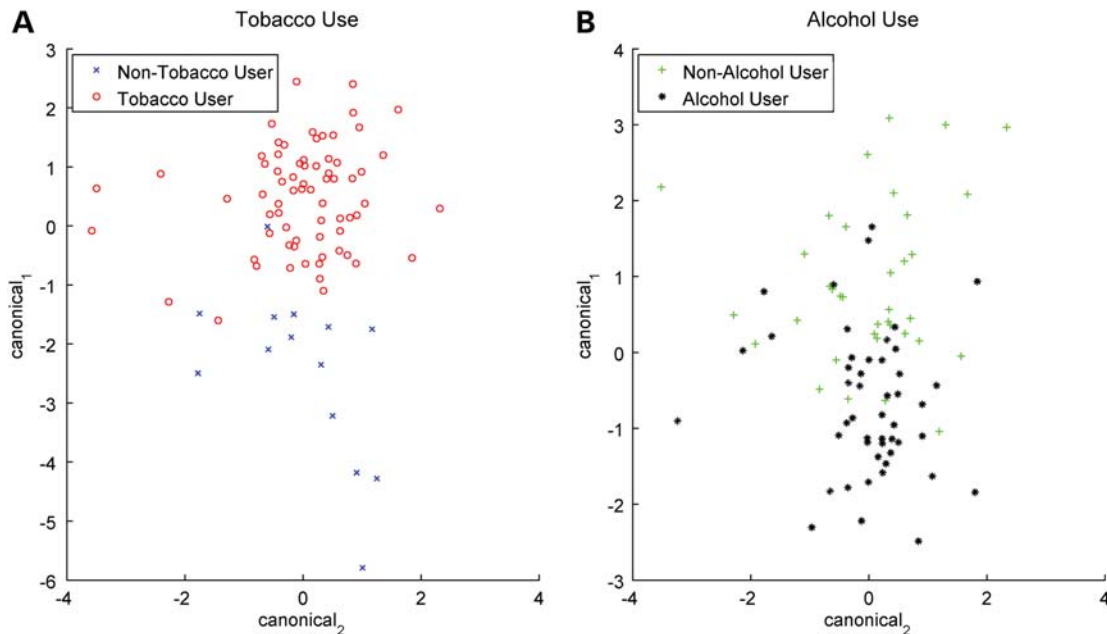 A
Tobacco Use
3
2
1
0
-1
-2
-3
-4
-5
-6
-4
-2
0
2
4
canonical1
canonical2
Non-Tobacco User
Tobacco User
B
Alcohol Use
4
3
2
1
0
-1
-2
-3
-4
-2
0
2
4
canonical1
canonical2
Non-Alcohol User
Alcohol User